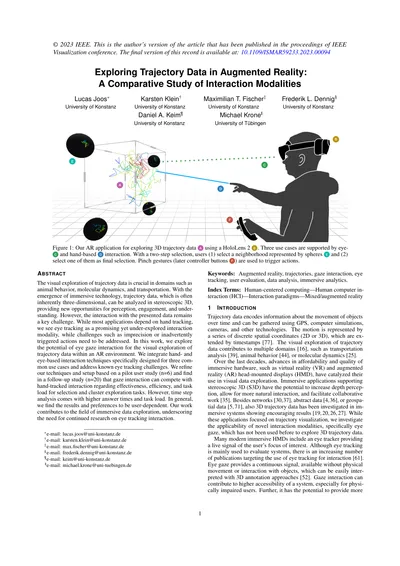 © 2023 IEEE. This is the author's version of the article that has been published in the proceedings of IEEE
Visualization conference. The final version of this record is available at: 10.1109/ISMAR59233.2023.00094
Exploring Trajectory Data in Augmented Reality:
A Comparative Study of Interaction Modalities
Lucas Joos* Karsten Klein† Maximilian T. Fischer‡ Frederik L. Dennig§
University of Konstanz University of Konstanz University of Konstanz University of Konstanz
Daniel A. Keim¶ Michael Krone
University of Konstanz University of Tübingen
Figure 1: Our AR application for exploring 3D trajectory data A using a HoloLens 2 B. Three use cases are supported by eye-
and hand-based interaction. With a two-step selection, users (1) select a neighborhood represented by spheres and (2)
select one of them as final selection. Pinch gestures (later controller buttons) are used to trigger actions.
ABSTRACT
The visual exploration of trajectory data is crucial in domains such as
animal behavior, molecular dynamics, and transportation. With the
emergence of immersive technology, trajectory data, which is often
inherently three-dimensional, can be analyzed in stereoscopic 3D,
providing new opportunities for perception, engagement, and under-
standing. However, the interaction with the presented data remains
a key challenge. While most applications depend on hand tracking,
we see eye tracking as a promising yet under-explored interaction
modality, while challenges such as imprecision or inadvertently
triggered actions need to be addressed. In this work, we explore
the potential of eye gaze interaction for the visual exploration of
trajectory data within an AR environment. We integrate hand- and
eye-based interaction techniques specifically designed for three com-
mon use cases and address known eye tracking challenges. We refine
our techniques and setup based on a pilot user study (n=6) and find
in a follow-up study (n=20) that gaze interaction can compete with
hand-tracked interaction regarding effectiveness, efficiency, and task
load for selection and cluster exploration tasks. However, time step
analysis comes with higher answer times and task load. In general,
we find the results and preferences to be user-dependent. Our work
contributes to the field of immersive data exploration, underscoring
the need for continued research on eye tracking interaction.
*e-mail: lucas.joos@uni-konstanz.de
†e-mail: karsten.klein@uni-konstanz.de
‡e-mail: max.fischer@uni-konstanz.de
§e-mail: frederik.dennig@uni-konstanz.de
¶e-mail: keim@uni-konstanz.de
e-mail: michael.krone@uni-tuebingen.de
Keywords: Augmented reality, trajectories, gaze interaction, eye
tracking, user evaluation, data analysis, immersive analytics.
Index Terms: Human-centered computing—Human computer in-
teraction (HCI)—Interaction paradigms—Mixed/augmented reality
1 INTRODUCTION
Trajectory data encodes information about the movement of objects
over time and can be gathered using GPS, computer simulations,
cameras, and other technologies. The motion is represented by
a series of discrete spatial coordinates (2D or 3D), which are ex-
tended by timestamps [77]. The visual exploration of trajectory
data contributes to multiple domains [16], such as transportation
analysis [39], animal behavior [44], or molecular dynamics [25].
Over the last decades, advances in affordability and quality of
immersive hardware, such as virtual reality (VR) and augmented
reality (AR) head-mounted displays (HMD), have catalyzed their
use in visual data exploration. Immersive applications supporting
stereoscopic 3D (S3D) have the potential to increase depth percep-
tion, allow for more natural interaction, and facilitate collaborative
work [35]. Besides networks [30,37], abstract data [4,36], or geospa-
tial data [5,71], also 3D trajectory data has been investigated in im-
mersive systems showing encouraging results [19, 20, 26, 27]. While
these applications focused on trajectory visualization, we investigate
the applicability of novel interaction modalities, specifically eye
gaze, which has not been used before to explore 3D trajectory data.
Many modern immersive HMDs include an eye tracker providing
a live signal of the user's focus of interest. Although eye tracking
is mainly used to evaluate systems, there is an increasing number
of publications targeting the use of eye tracking for interaction [61].
Eye gaze provides a continuous signal, available without physical
movement or interaction with objects, which can be easily inter-
preted with 3D annotation approaches [52]. Gaze interaction can
contribute to higher accessibility of a system, especially for physi-
cally impaired users. Further, it has the potential to provide more
1